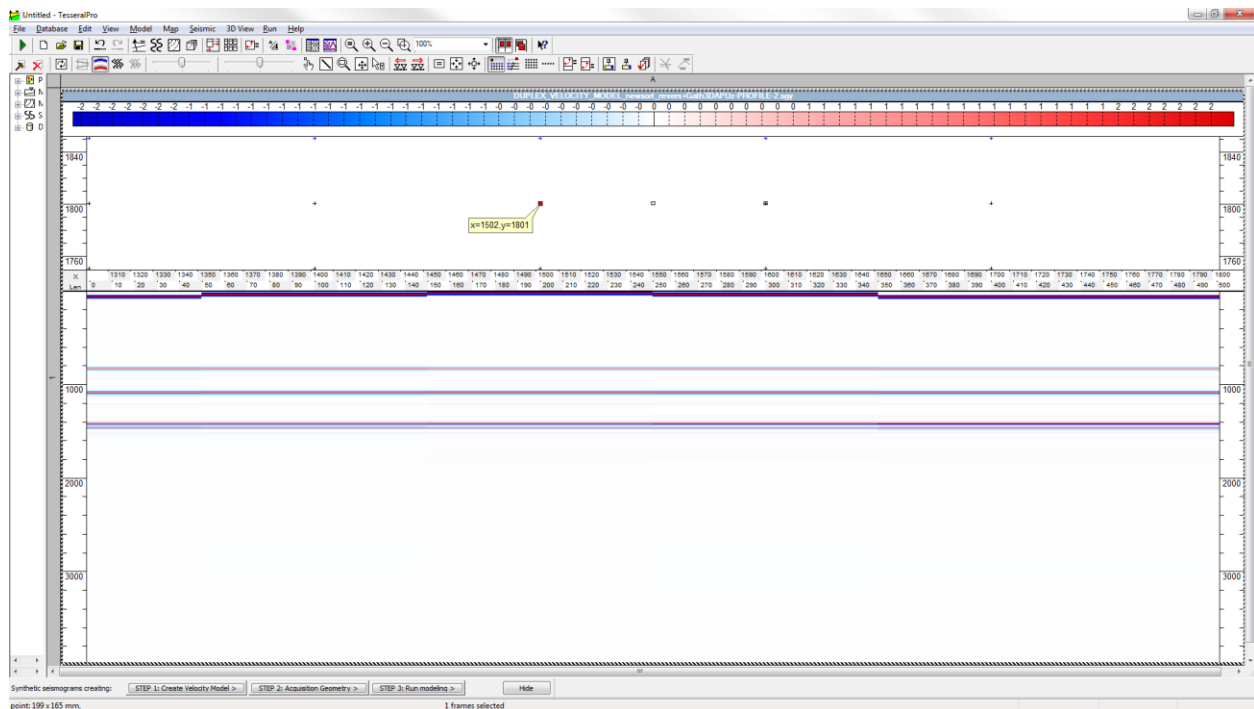 Untitled - TesseralPro
File Database Edit View Model Map Seismic 3D View Run Help
100%
P
A
M
DUPLEX_VELOCITY_MODEL_newsort_revers+Gath3DAPUz-PROFILE-2.sgy
N
-2 -2 -2 -2 -2 -2 -2 -1 -1 -1 -1 -1 -1 -1 -1 -1 -1 -1 -1 -1 -1 -1 -1 -1 -1 -1 -0 -0 -0 -0 -0 -0 -0 -0 -0 -0 0 0 0 0 0 0 0 0 0 1 1 1 1 1 1 1 1 1 1 1 1 1 1 1 1 1 1 1 2 2 2 2 2 2 2
S
D
1840 1840
1800 1800
x=1502,y=1801
1760 1760
X 1310 1320 1330 1340 1350 1360 1370 1380 1390 1400 1410 1420 1430 1440 1450 1460 1470 1480 1490 1500 1510 1520 1530 1540 1550 1560 1570 1580 1590 1600 1610 1620 1630 1640 1650 1660 1670 1680 1690 1700 1710 1720 1730 1740 1750 1760 1770 1780 1790 1800
Len 0 10 20 30 40 50 60 70 80 90 100 110 120 130 140 150 160 170 180 190 200 210 220 230 240 250 260 270 280 290 300 310 320 330 340 350 360 370 380 390 400 410 420 430 440 450 460 470 480 490 500
1
1000 1000
2000 2000
3000 3000
Synthetic seismograms creating: STEP 1: Create Velocity Model > STEP 2: Acquisition Geometry > STEP 3: Run modeling > Hide
point: 199 x 165 mm, 1 frames selected